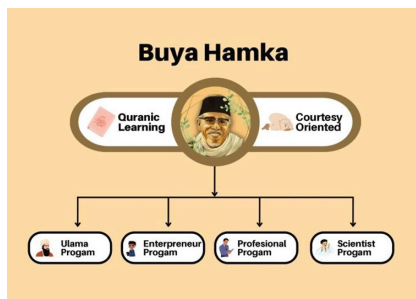 Buya Hamka
Quranic
Learning
Courtesy
Oriented
Ulama
Progam
Enterpreneur
Progam
Profesional
Progam
Scientist
Progam